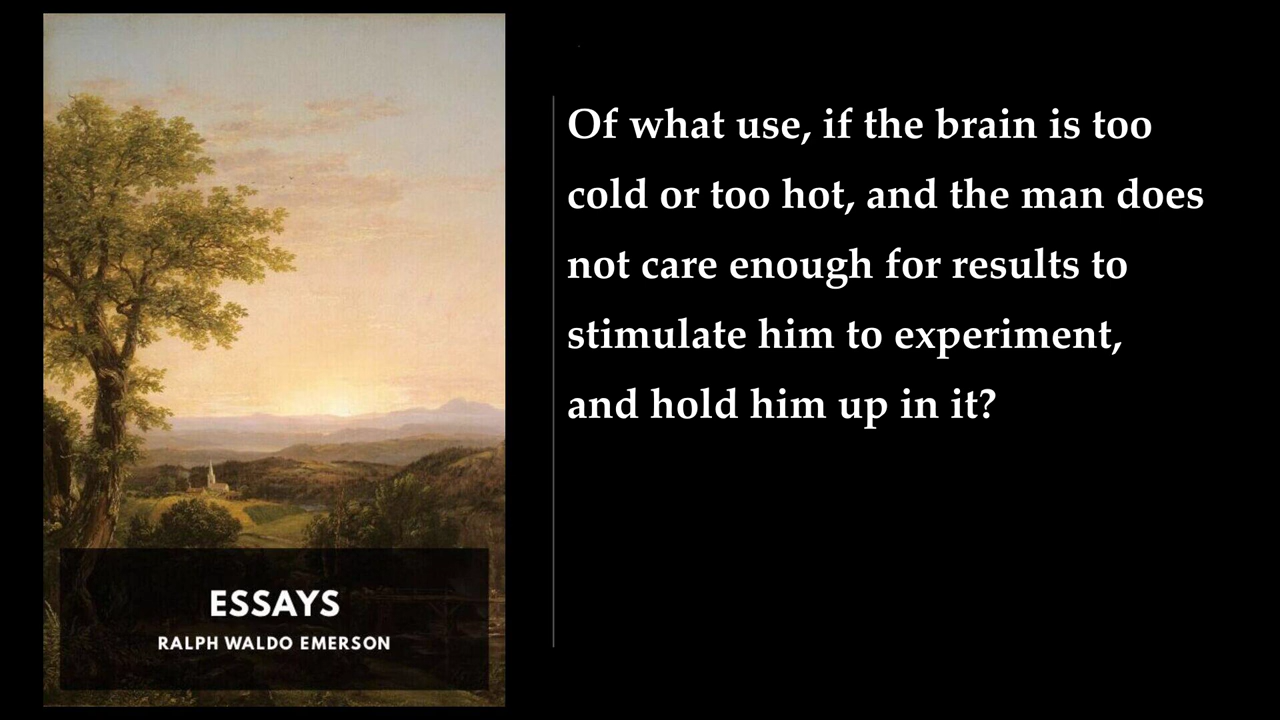 ESSAYS
RALPH WALDO EMERSON
Of what use, if the brain is too
cold or too hot, and the man does
not care enough for results to
stimulate him to experiment,
and hold him up in it?